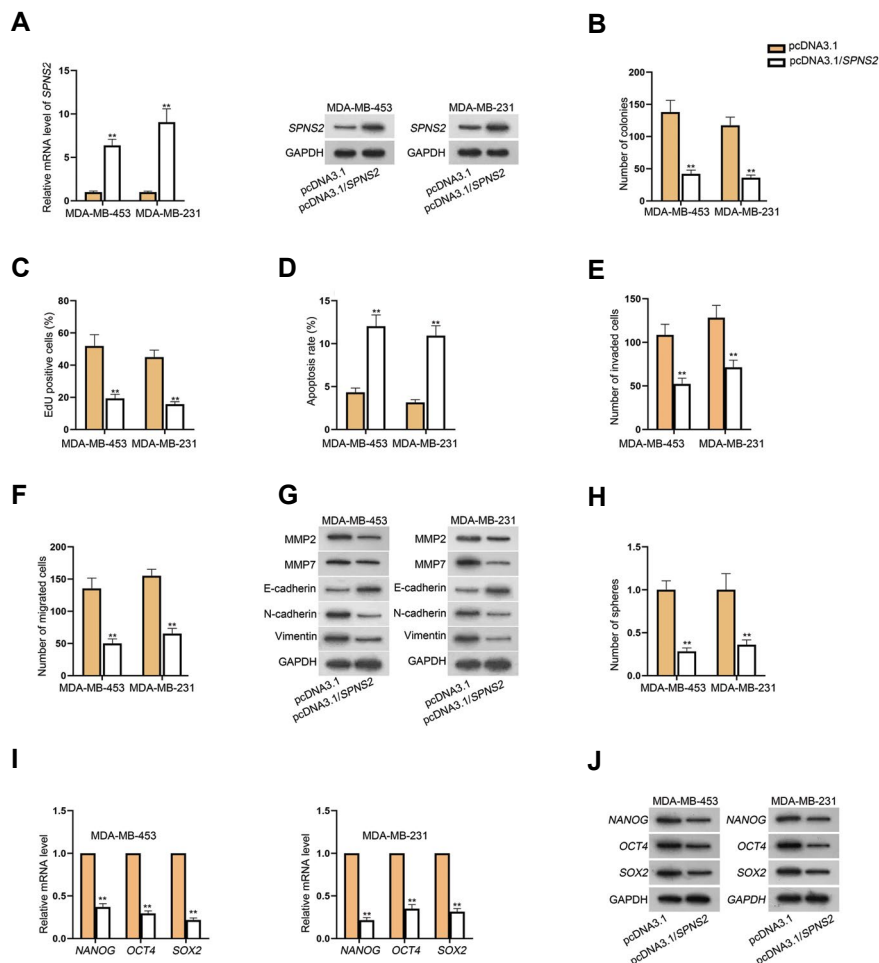 A
Relative mRNA level of SPNS2
15
10
5
0
**
**
MDA-MB-453 MDA-MB-231
MDA-MB-453 MDA-MB-231
SPNS2 SPNS2
GAPDH GAPDH
pcDNA3.1 pcDNA3.1
pcDNA3.1/SPNS2 pcDNA3.1/SPNS2
B
pcDNA3.1
pcDNA3.1/SPNS2
Number of colonies
200
150
100
50
0
**
**
MDA-MB-453 MDA-MB-231
C
EdU positive cells (%)
80
60
40
20
0
**
**
MDA-MB-453 MDA-MB-231
D
Apoptosis rate (%)
15
10
5
0
**
**
MDA-MB-453 MDA-MB-231
E
Number of invaded cells
150
100
50
0
**
**
MDA-MB-453 MDA-MB-231
F
Number of migrated cells
200
150
100
50
0
**
**
MDA-MB-453 MDA-MB-231
G
MDA-MB-453 MDA-MB-231
MMP2 MMP2
MMP7 MMP7
E-cadherin E-cadherin
N-cadherin N-cadherin
Vimentin Vimentin
GAPDH GAPDH
pcDNA3.1 pcDNA3.1
pcDNA3.1/SPNS2 pcDNA3.1/SPNS2
H
Number of spheres
1.5
1.0
0.5
0.0
**
**
MDA-MB-453 MDA-MB-231
I
Relative mRNA level
1.5
1.0
0.5
0.0
MDA-MB-453
**
**
**
NANOG OCT4 SOX2
Relative mRNA level
1.5
1.0
0.5
0.0
MDA-MB-231
**
**
**
NANOG OCT4 SOX2
J
MDA-MB-453 MDA-MB-231
NANOG NANOG
OCT4 OCT4
SOX2 SOX2
GAPDH GAPDH
pcDNA3.1 pcDNA3.1
pcDNA3.1/SPNS2 pcDNA3.1/SPNS2